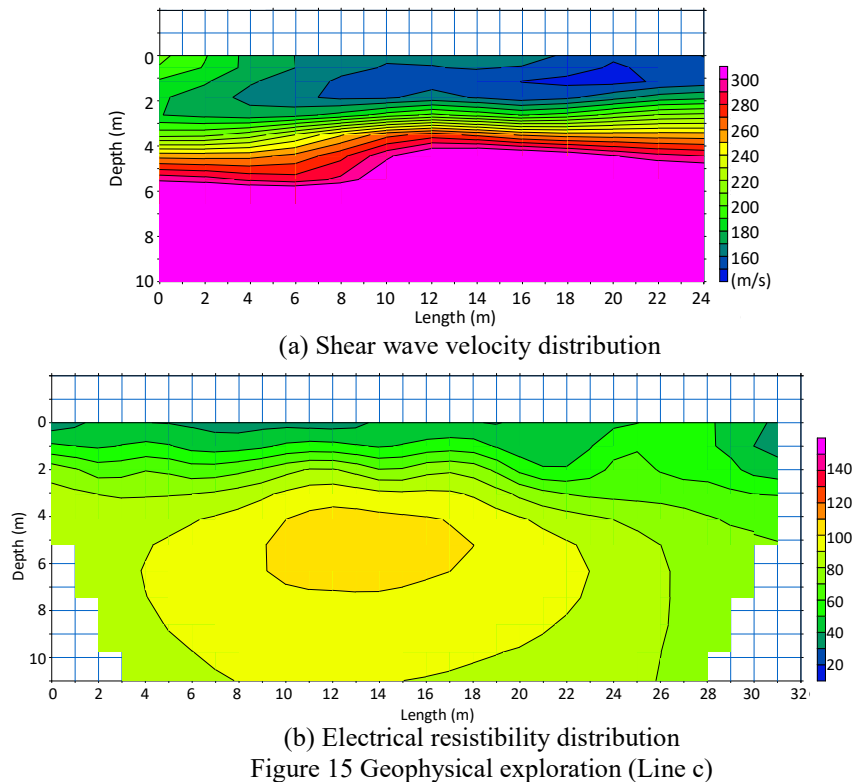 0
2
4
6
8
10
Depth (m)
0 2 4 6 8 10 12 14 16 18 20 22 24
Length (m)
300
280
260
240
220
200
180
160
(m/s)
(a) Shear wave velocity distribution
0
2
4
6
8
10
Depth (m)
0 2 4 6 8 10 12 14 16 18 20 22 24 26 28 30 32
Length (m)
140
120
100
80
60
40
20
(b) Electrical resistibility distribution
Figure 15 Geophysical exploration (Line c)